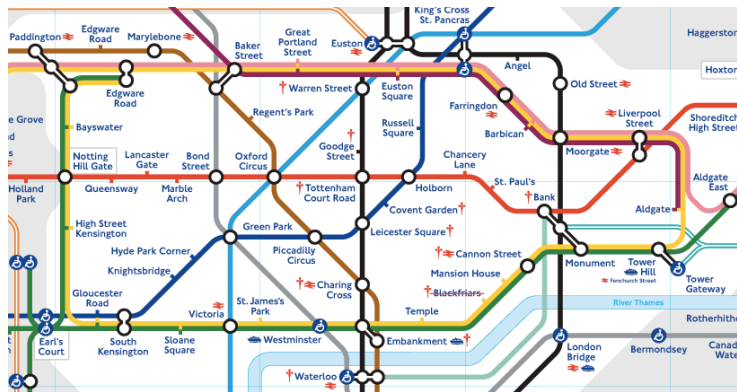 King's Cross
St. Pancras
Edgware
Road
Marylebone
Paddington
Great
Portland
Street
Euston
Baker
Street
Haggerston
Angel
Hoxton
Edgware
Road
Warren Street
Euston
Square
Old Street
Farringdon
Liverpool
Street
Regent's Park
Russell
Square
Barbican
Shoreditch
High Street
e Grove
Bayswater
Goodge
Street
Moorgate
Notting
Hill Gate
Lancaster
Gate
Bond
Street
Oxford
Circus
Chancery
Lane
St. Paul's
Aldgate
East
Holland
Park
Queensway
Marble
Arch
Tottenham
Court Road
Holborn
Bank
Covent Garden
Aldgate
High Street
Kensington
Green Park
Leicester Square
Hyde Park Corner
Piccadilly
Circus
Cannon Street
Monument
Tower
Hill
Fenchurch Street
Knightsbridge
Mansion House
Tower
Gateway
Charing
Cross
Blackfriars
Gloucester
Road
Victoria
St. James's
Park
Temple
River Thames
Rotherhithe
Earl's
Court
South
Kensington
Sloane
Square
Westminster
Embankment
London
Bridge
Bermondsey
Canada
Wate
Waterloo